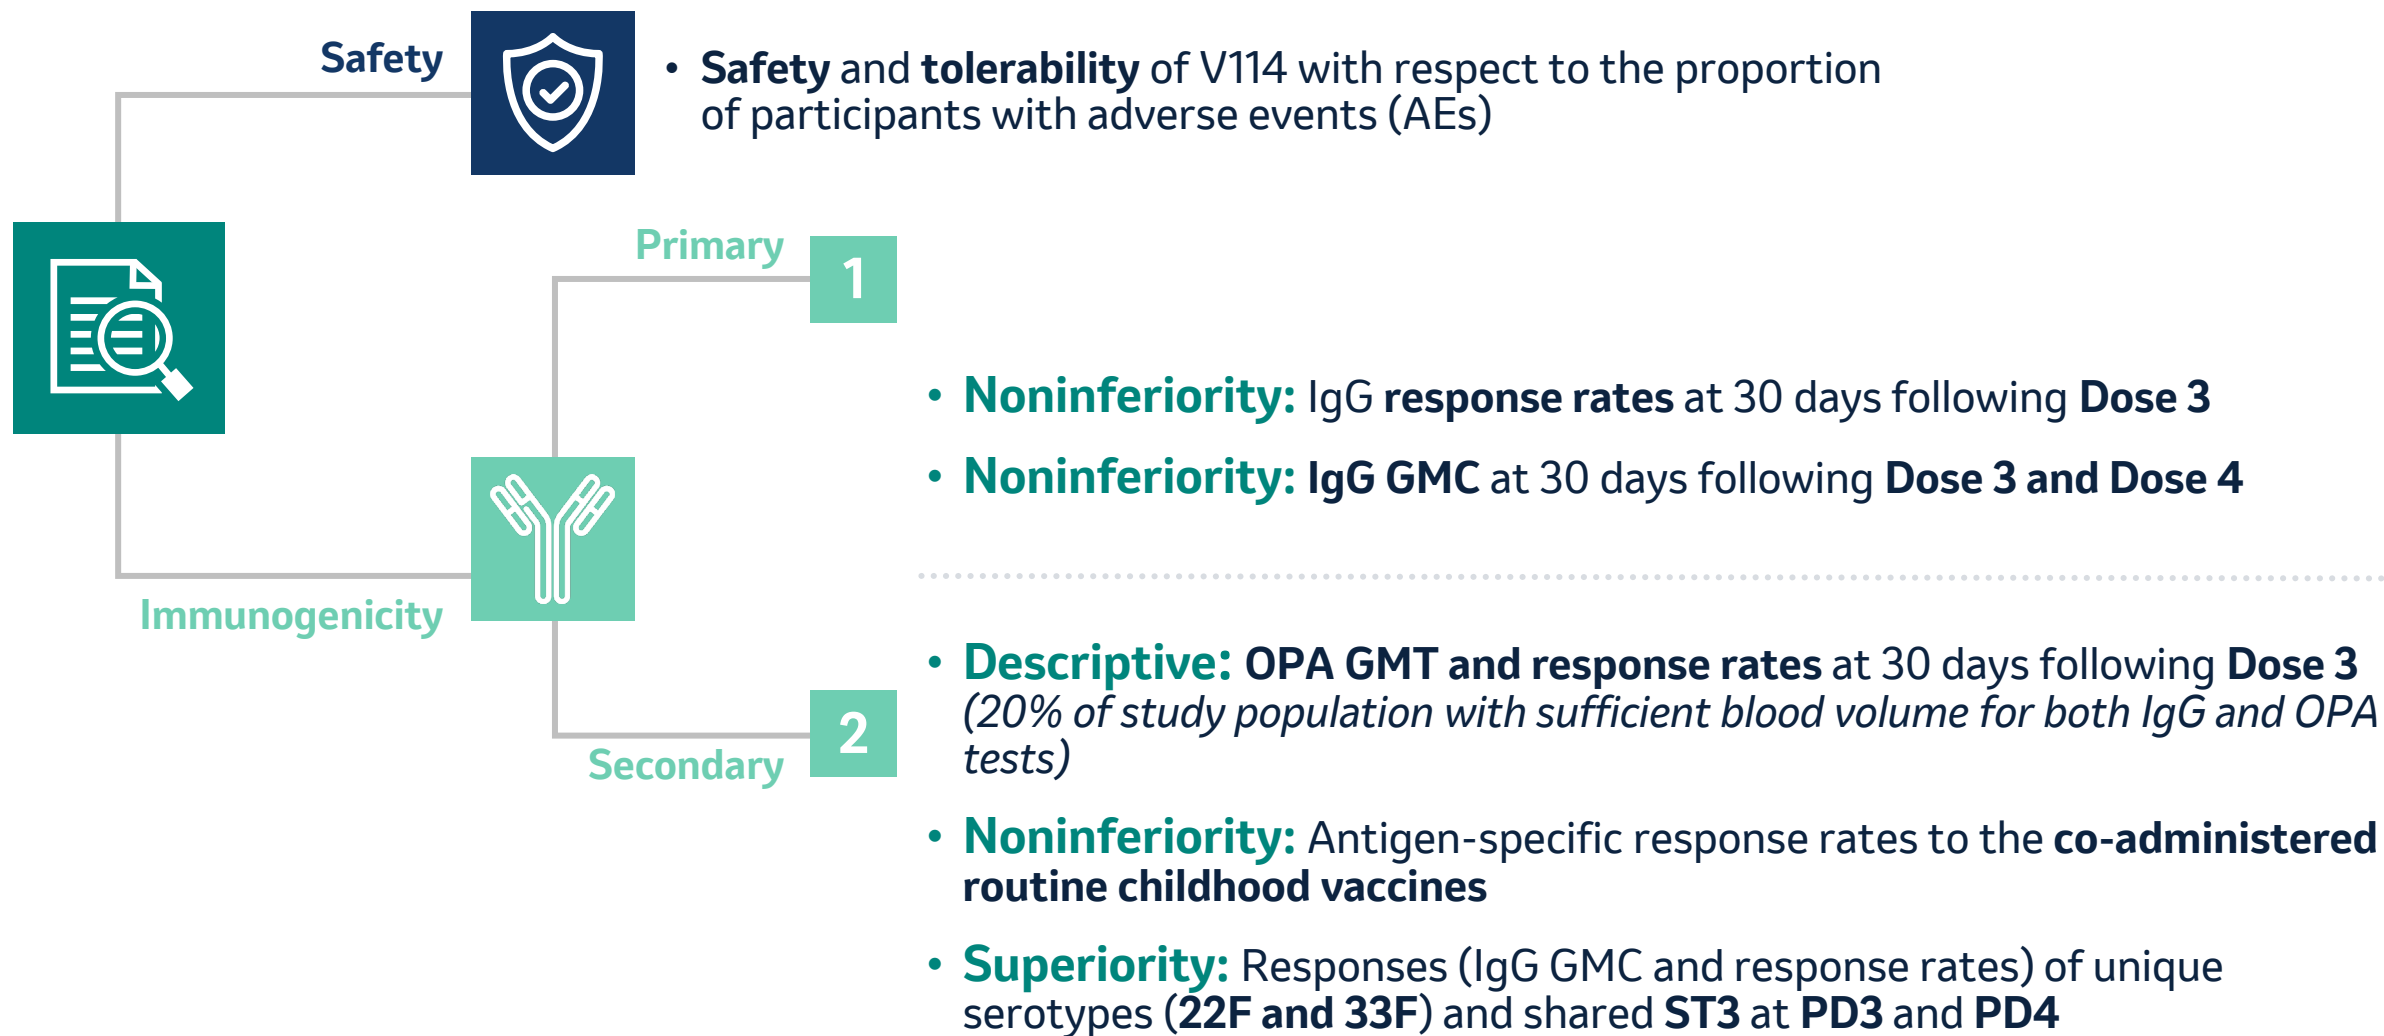 Safety
• Safety and tolerability of V114 with respect to the proportion
of participants with adverse events (AEs)
Primary
1
• Noninferiority: IgG response rates at 30 days following Dose 3
• Noninferiority: IgG GMC at 30 days following Dose 3 and Dose 4
Immunogenicity
Secondary
2
• Descriptive: OPA GMT and response rates at 30 days following Dose 3
(20% of study population with sufficient blood volume for both IgG and OPA
tests)
• Noninferiority: Antigen-specific response rates to the co-administered
routine childhood vaccines
• Superiority: Responses (IgG GMC and response rates) of unique
serotypes (22F and 33F) and shared ST3 at PD3 and PD4